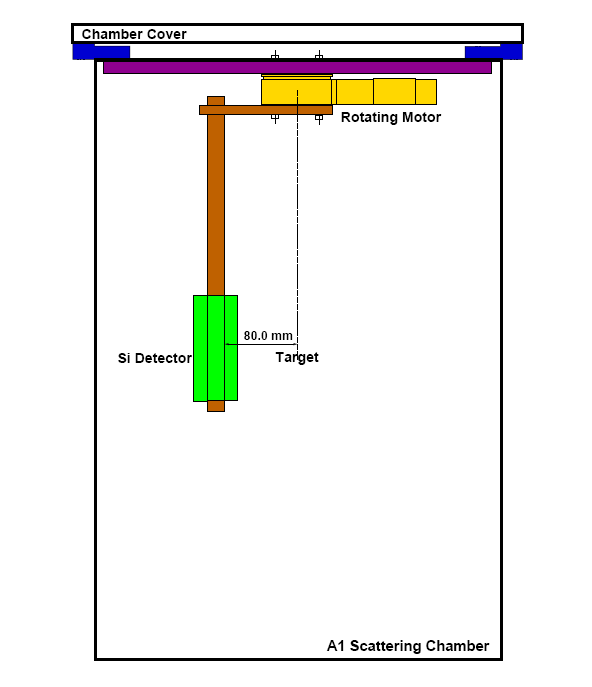 Chamber Cover
Rotating Motor
80.0 mm
Si Detector
Target
A1 Scattering Chamber